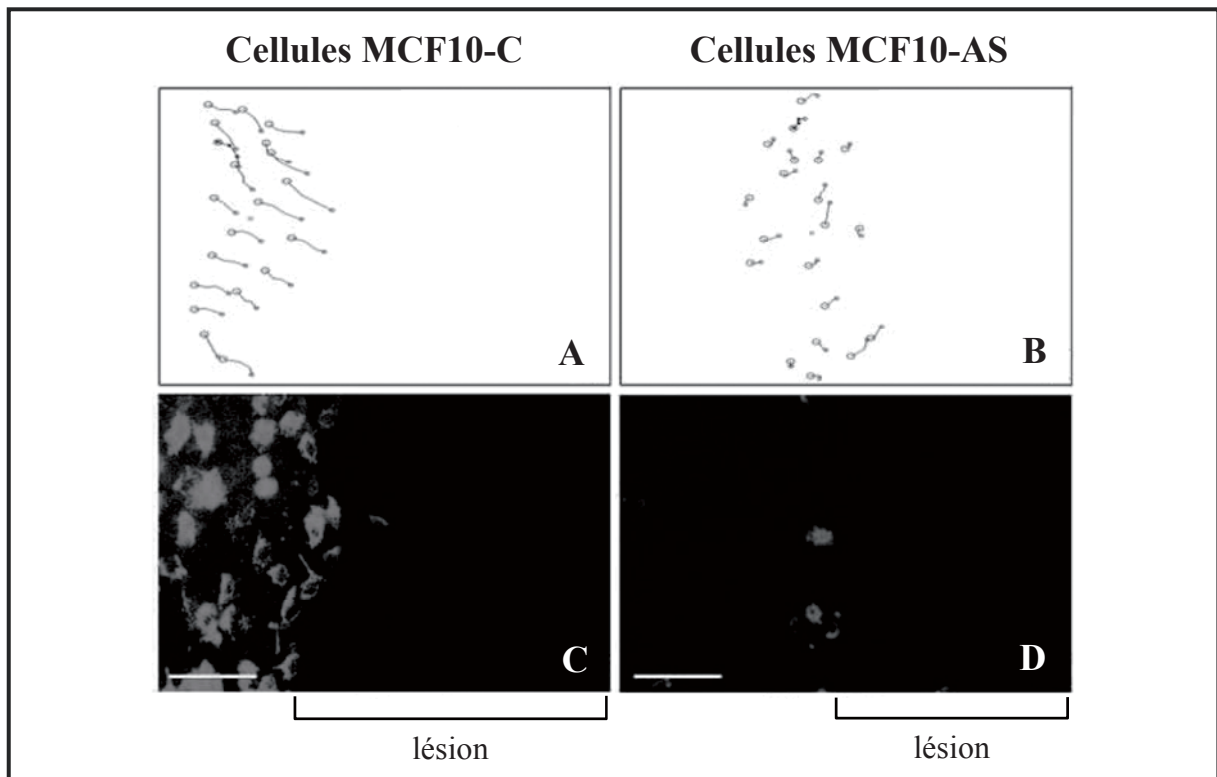 Cellules MCF10-C
Cellules MCF10-AS
A
B
C
D
lésion
lésion